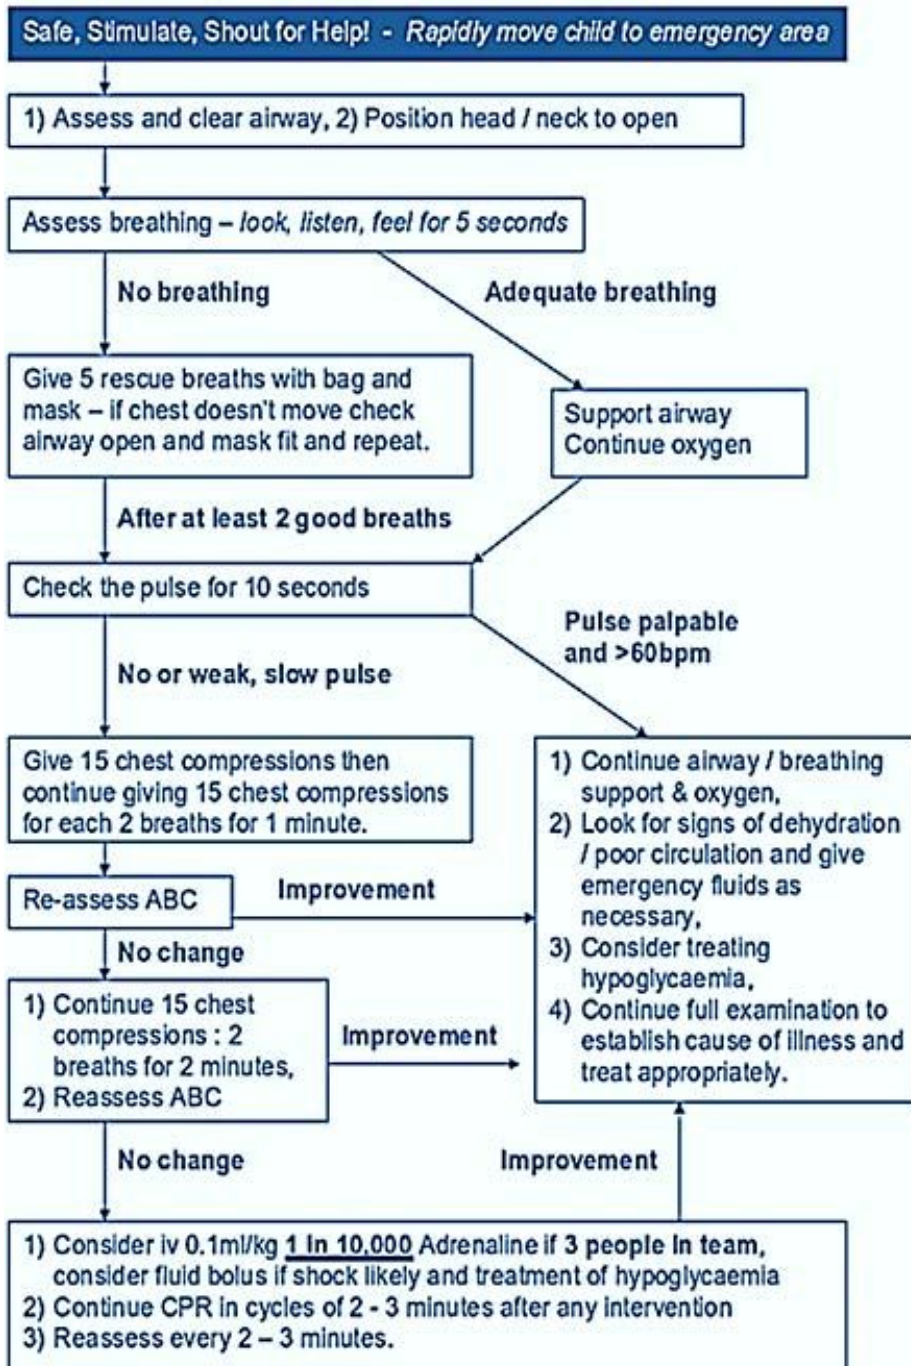 Safe, Stimulate, Shout for Help! - Rapidly move child to emergency area
1) Assess and clear airway, 2) Position head / neck to open
Assess breathing – look, listen, feel for 5 seconds
No breathing
Adequate breathing
Give 5 rescue breaths with bag and
mask – if chest doesn't move check
airway open and mask fit and repeat.
Support airway
Continue oxygen
After at least 2 good breaths
Check the pulse for 10 seconds
Pulse palpable
and >60bpm
No or weak, slow pulse
Give 15 chest compressions then
continue giving 15 chest compressions
for each 2 breaths for 1 minute.
1) Continue airway / breathing
support & oxygen,
2) Look for signs of dehydration
/ poor circulation and give
emergency fluids as
necessary,
3) Consider treating
hypoglycaemia,
4) Continue full examination to
establish cause of illness and
treat appropriately.
Re-assess ABC
Improvement
No change
1) Continue 15 chest
compressions : 2
breaths for 2 minutes,
2) Reassess ABC
Improvement
No change
Improvement
1) Consider iv 0.1ml/kg 1 In 10,000 Adrenaline if 3 people In team,
consider fluid bolus if shock likely and treatment of hypoglycaemia
2) Continue CPR in cycles of 2 - 3 minutes after any intervention
3) Reassess every 2 – 3 minutes.